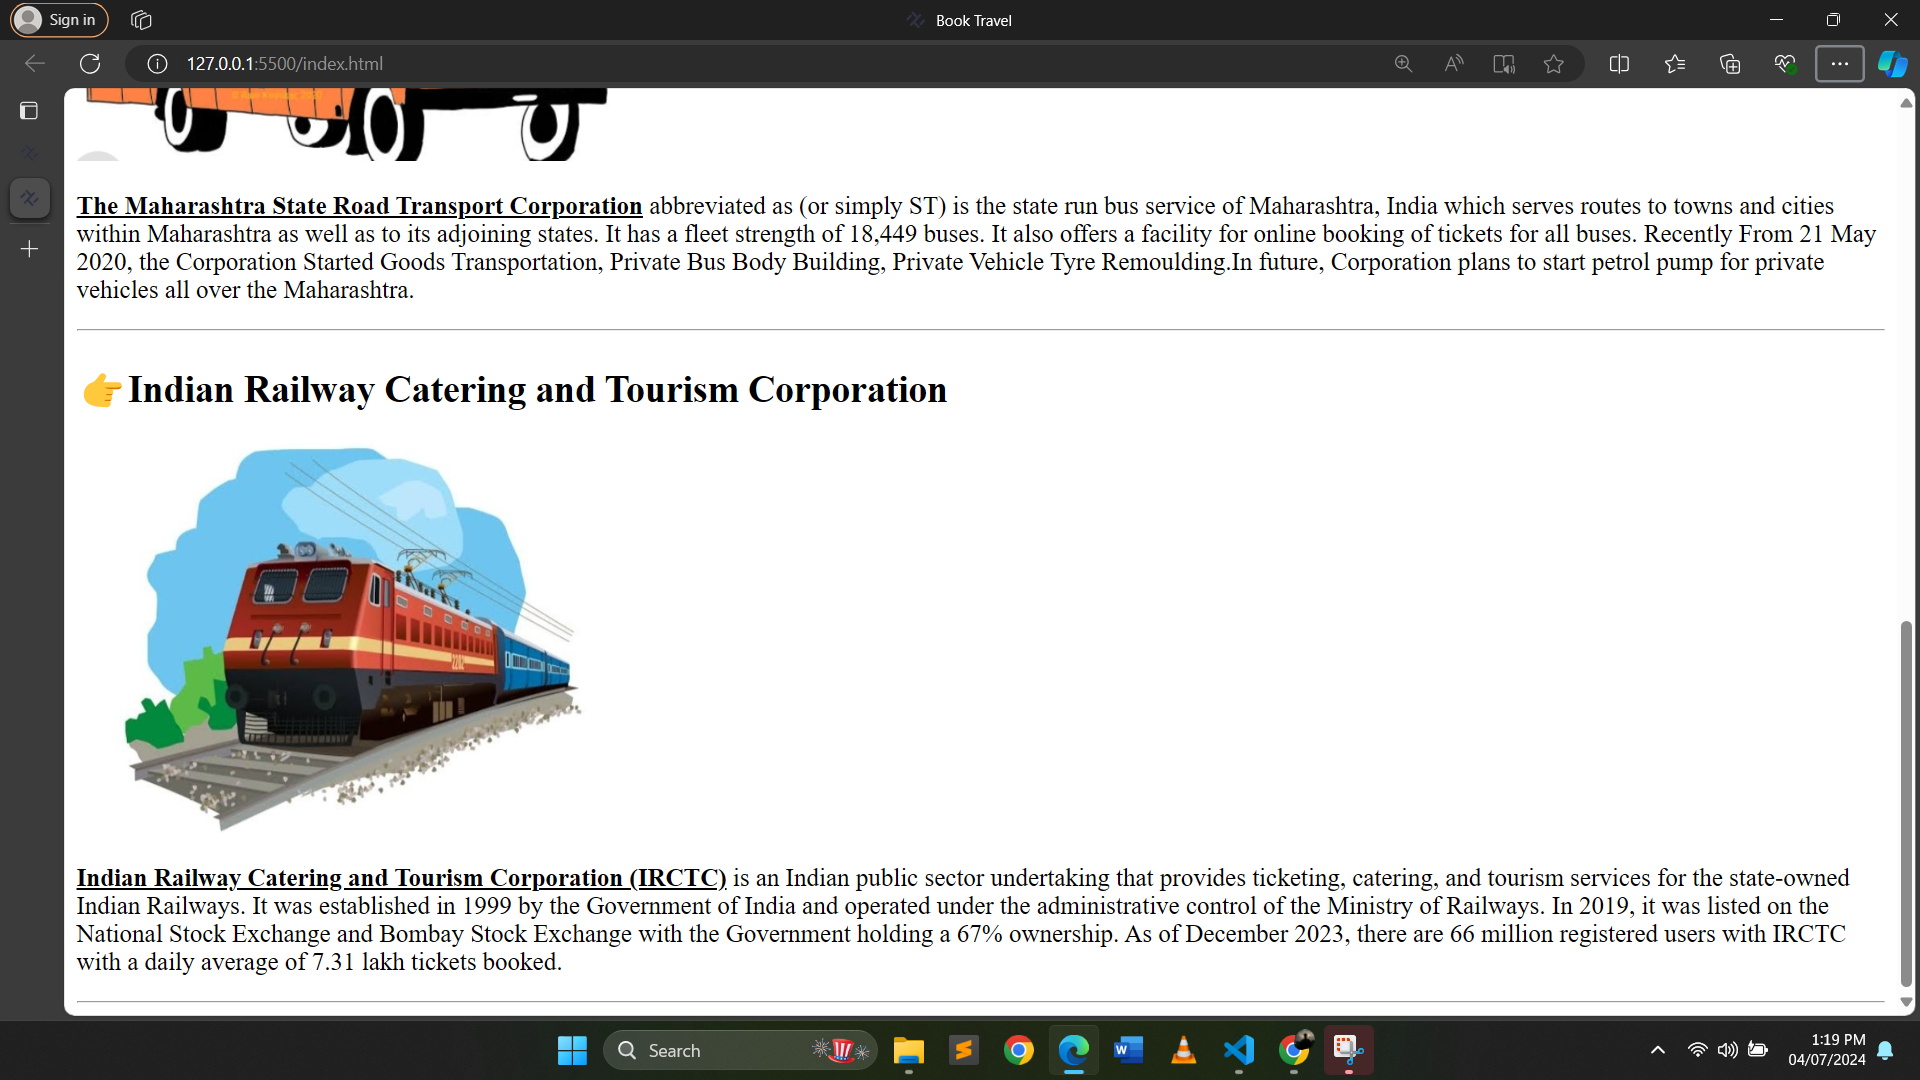 Sign in
Book Travel
127.0.0.1:5500/index.html
The Maharashtra State Road Transport Corporation abbreviated as (or simply ST) is the state run bus service of Maharashtra, India which serves routes to towns and cities
within Maharashtra as well as to its adjoining states. It has a fleet strength of 18,449 buses. It also offers a facility for online booking of tickets for all buses. Recently From 21 May
2020, the Corporation Started Goods Transportation, Private Bus Body Building, Private Vehicle Tyre Remoulding.In future, Corporation plans to start petrol pump for private
vehicles all over the Maharashtra.
👉Indian Railway Catering and Tourism Corporation
2282
Indian Railway Catering and Tourism Corporation (IRCTC) is an Indian public sector undertaking that provides ticketing, catering, and tourism services for the state-owned
Indian Railways. It was established in 1999 by the Government of India and operated under the administrative control of the Ministry of Railways. In 2019, it was listed on the
National Stock Exchange and Bombay Stock Exchange with the Government holding a 67% ownership. As of December 2023, there are 66 million registered users with IRCTC
with a daily average of 7.31 lakh tickets booked.
Search
1:19 PM
04/07/2024